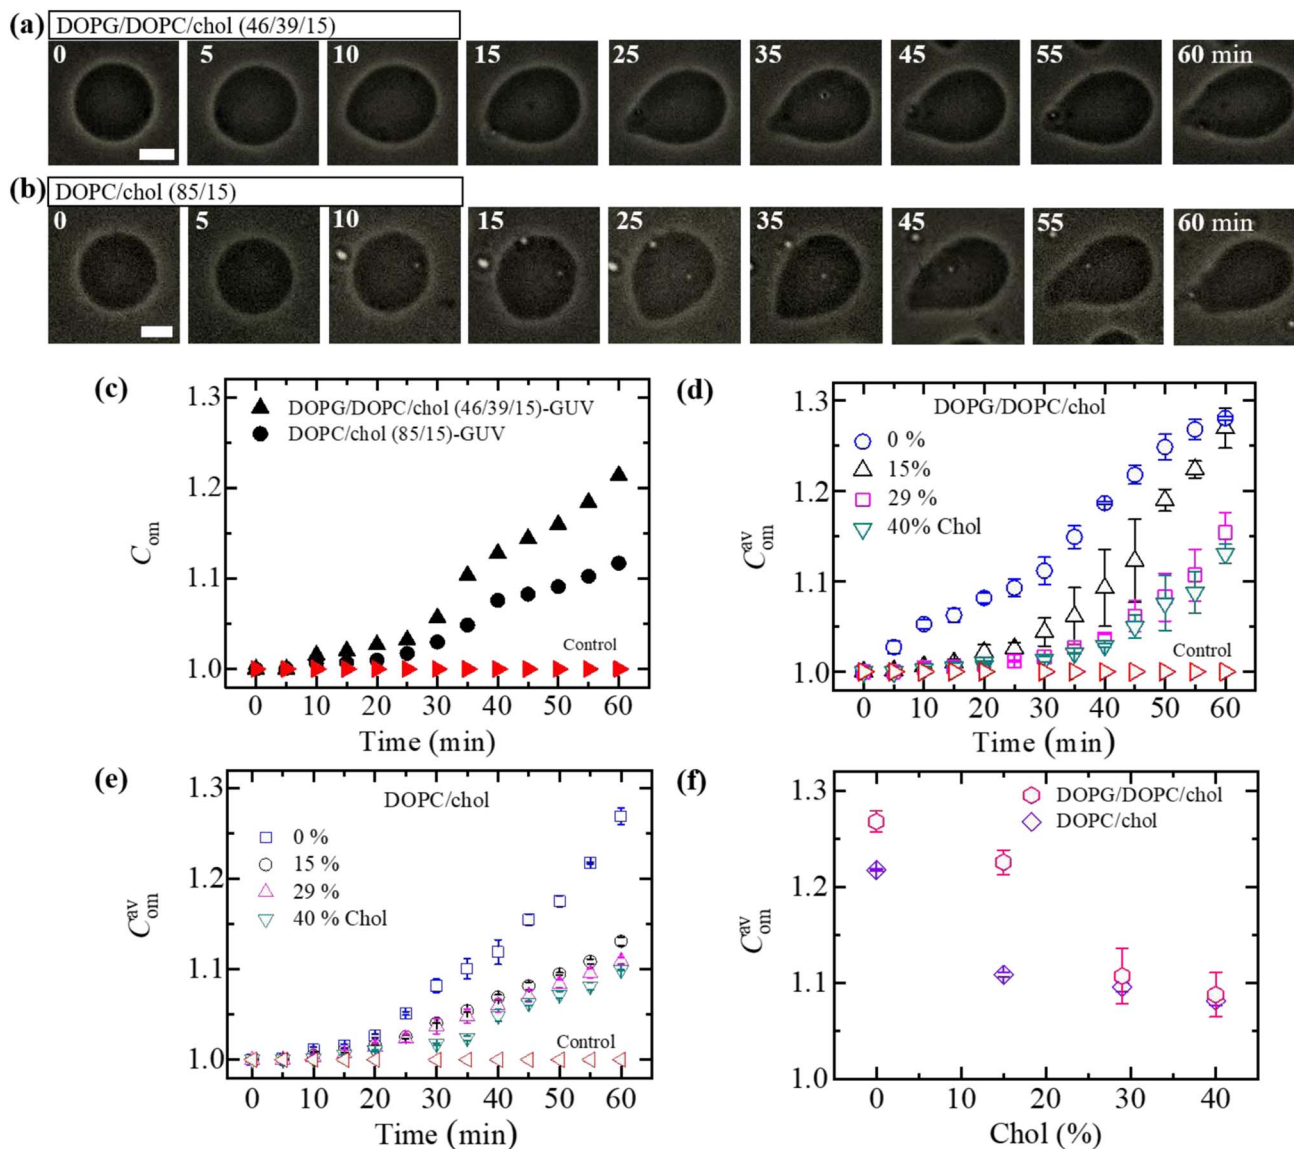 (a) DOPG/DOPC/chol (46/39/15)
0 5 10 15 25 35 45 55 60 min
(b) DOPC/chol (85/15)
0 5 10 15 25 35 45 55 60 min
(c)
1.3
1.2
1.1
1.0
C_om
DOPG/DOPC/chol (46/39/15)-GUV
DOPC/chol (85/15)-GUV
Control
0 10 20 30 40 50 60
Time (min)
(d)
1.3
1.2
1.1
1.0
C_om^av
DOPG/DOPC/chol
0 %
15%
29 %
40% Chol
Control
0 10 20 30 40 50 60
Time (min)
(e)
1.3
1.2
1.1
1.0
C_om^av
DOPC/chol
0 %
15 %
29 %
40 % Chol
Control
0 10 20 30 40 50 60
Time (min)
(f)
1.3
1.2
1.1
1.0
C_om^av
DOPG/DOPC/chol
DOPC/chol
0 10 20 30 40
Chol (%)